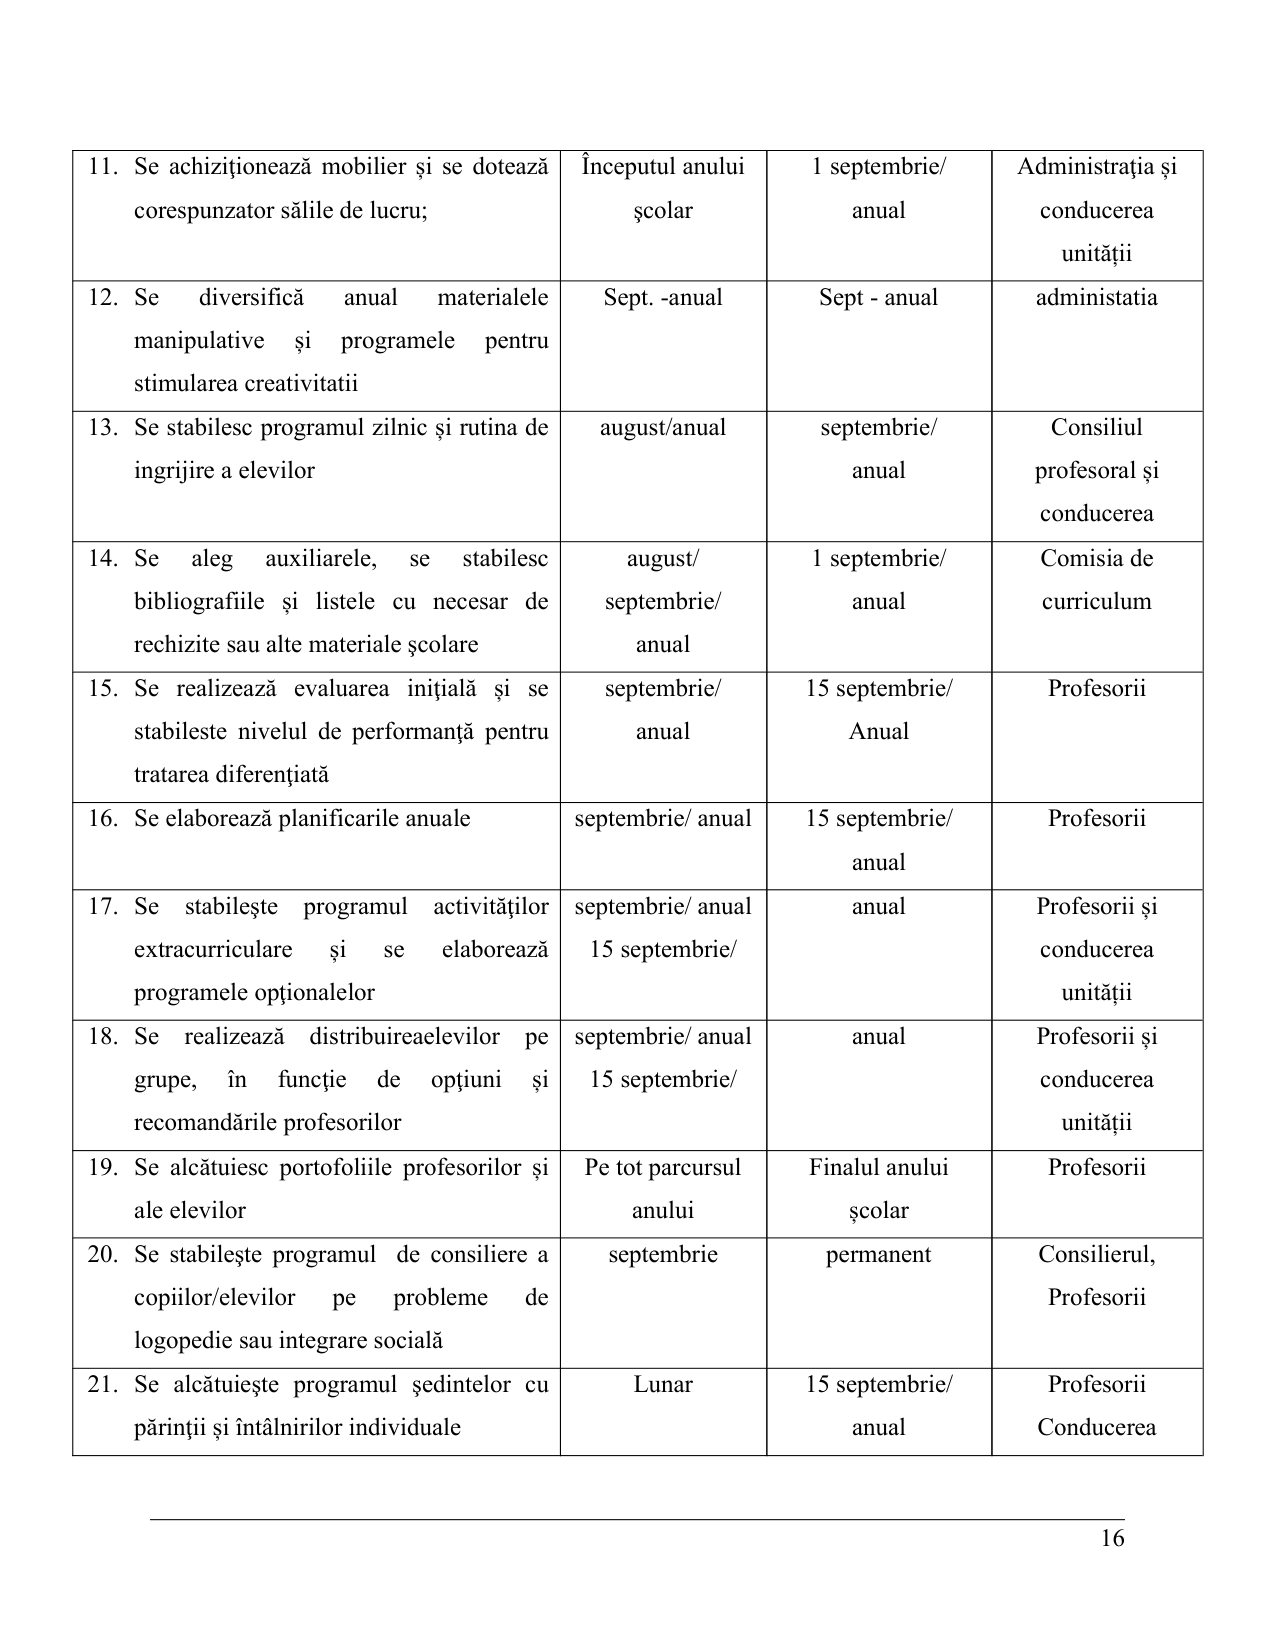 11. Se achiziţionează mobilier și se dotează
corespunzator sălile de lucru;
Începutul anului
şcolar
1 septembrie/
anual
Administraţia și
conducerea
unității
12. Se diversifică anual materialele
manipulative și programele pentru
stimularea creativitatii
Sept. -anual
Sept - anual
administatia
13. Se stabilesc programul zilnic și rutina de
ingrijire a elevilor
august/anual
septembrie/
anual
Consiliul
profesoral și
conducerea
14. Se aleg auxiliarele, se stabilesc
bibliografiile și listele cu necesar de
rechizite sau alte materiale şcolare
august/
septembrie/
anual
1 septembrie/
anual
Comisia de
curriculum
15. Se realizează evaluarea iniţială și se
stabileste nivelul de performanţă pentru
tratarea diferenţiată
septembrie/
anual
15 septembrie/
Anual
Profesorii
16. Se elaborează planificarile anuale
septembrie/ anual
15 septembrie/
anual
Profesorii
17. Se stabileşte programul activităţilor
extracurriculare și se elaborează
programele opţionalelor
septembrie/ anual
15 septembrie/
anual
Profesorii și
conducerea
unității
18. Se realizează distribuireaelevilor pe
grupe, în funcţie de opţiuni și
recomandările profesorilor
septembrie/ anual
15 septembrie/
anual
Profesorii și
conducerea
unității
19. Se alcătuiesc portofoliile profesorilor și
ale elevilor
Pe tot parcursul
anului
Finalul anului
școlar
Profesorii
20. Se stabileşte programul de consiliere a
copiilor/elevilor pe probleme de
logopedie sau integrare socială
septembrie
permanent
Consilierul,
Profesorii
21. Se alcătuieşte programul şedintelor cu
părinţii și întâlnirilor individuale
Lunar
15 septembrie/
anual
Profesorii
Conducerea
16